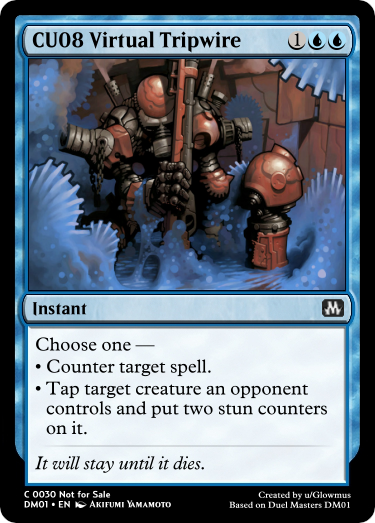 CU08 Virtual Tripwire 1
Instant
Choose one —
• Counter target spell.
• Tap target creature an opponent
controls and put two stun counters
on it.
It will stay until it dies.
C 0030 Not for Sale
DM01 • EN Akifumi Yamamoto
Created by u/Glowmus
Based on Duel Masters DM01